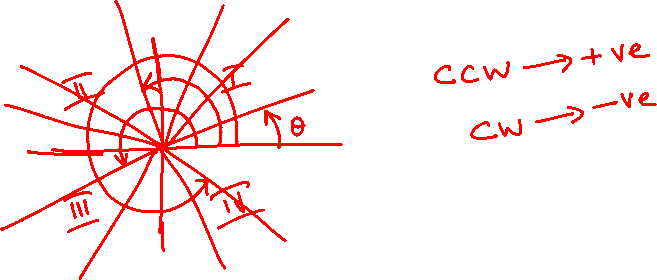 CCW → +ve
CW → -ve
II
I
θ
III
IV